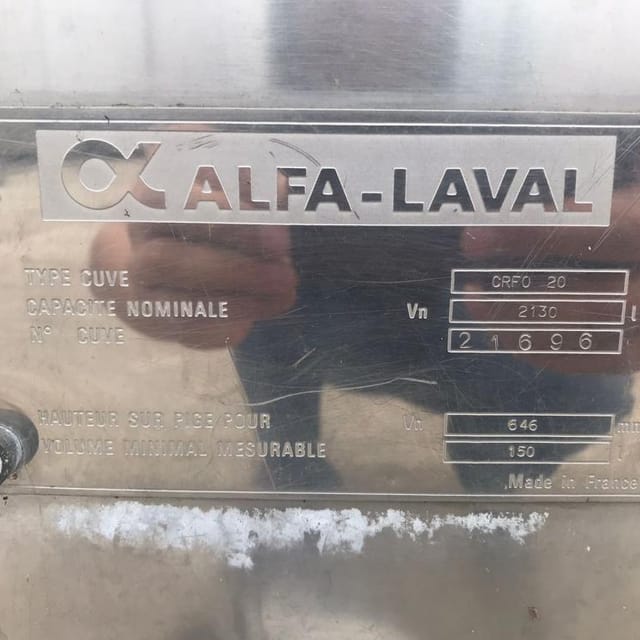 α ALFA-LAVAL
TYPE CUVE CRFO 20
CAPACITE NOMINALE Vn 2130 l
N° CUVE 21696
HAUTEUR SUR PIGE/POUR Vn 646 mm
VOLUME MINIMAL MESURABLE 150 l
Made in France